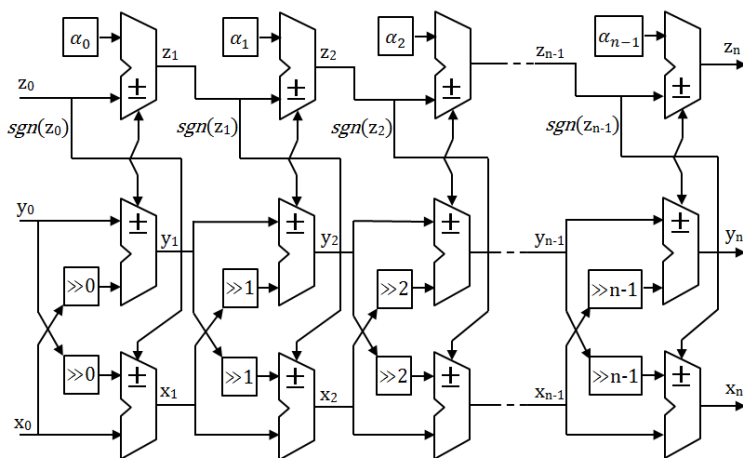 α₀ z₁ α₁ z₂ α₂ zₙ₋₁ αₙ₋₁ zₙ
z₀ ± ± ± ±
sgn(z₀) sgn(z₁) sgn(z₂) sgn(zₙ₋₁)
y₀ ± y₁ ± y₂ ± yₙ₋₁ ± yₙ
≫0 ≫1 ≫2 ≫n-1
≫0 ≫1 ≫2 ≫n-1
± x₁ ± x₂ ± xₙ₋₁ ± xₙ
x₀